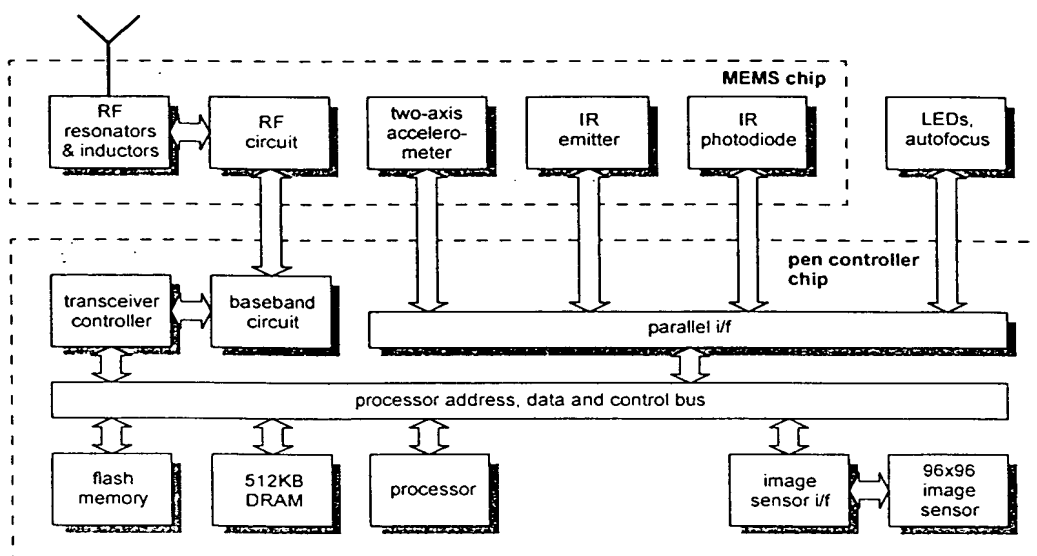 MEMS chip
RF
resonators
& inductors
RF
circuit
two-axis
accelero-
meter
IR
emitter
IR
photodiode
LEDs,
autofocus
pen controller
chip
transceiver
controller
baseband
circuit
parallel i/f
processor address, data and control bus
flash
memory
512KB
DRAM
processor
image
sensor i/f
96x96
image
sensor